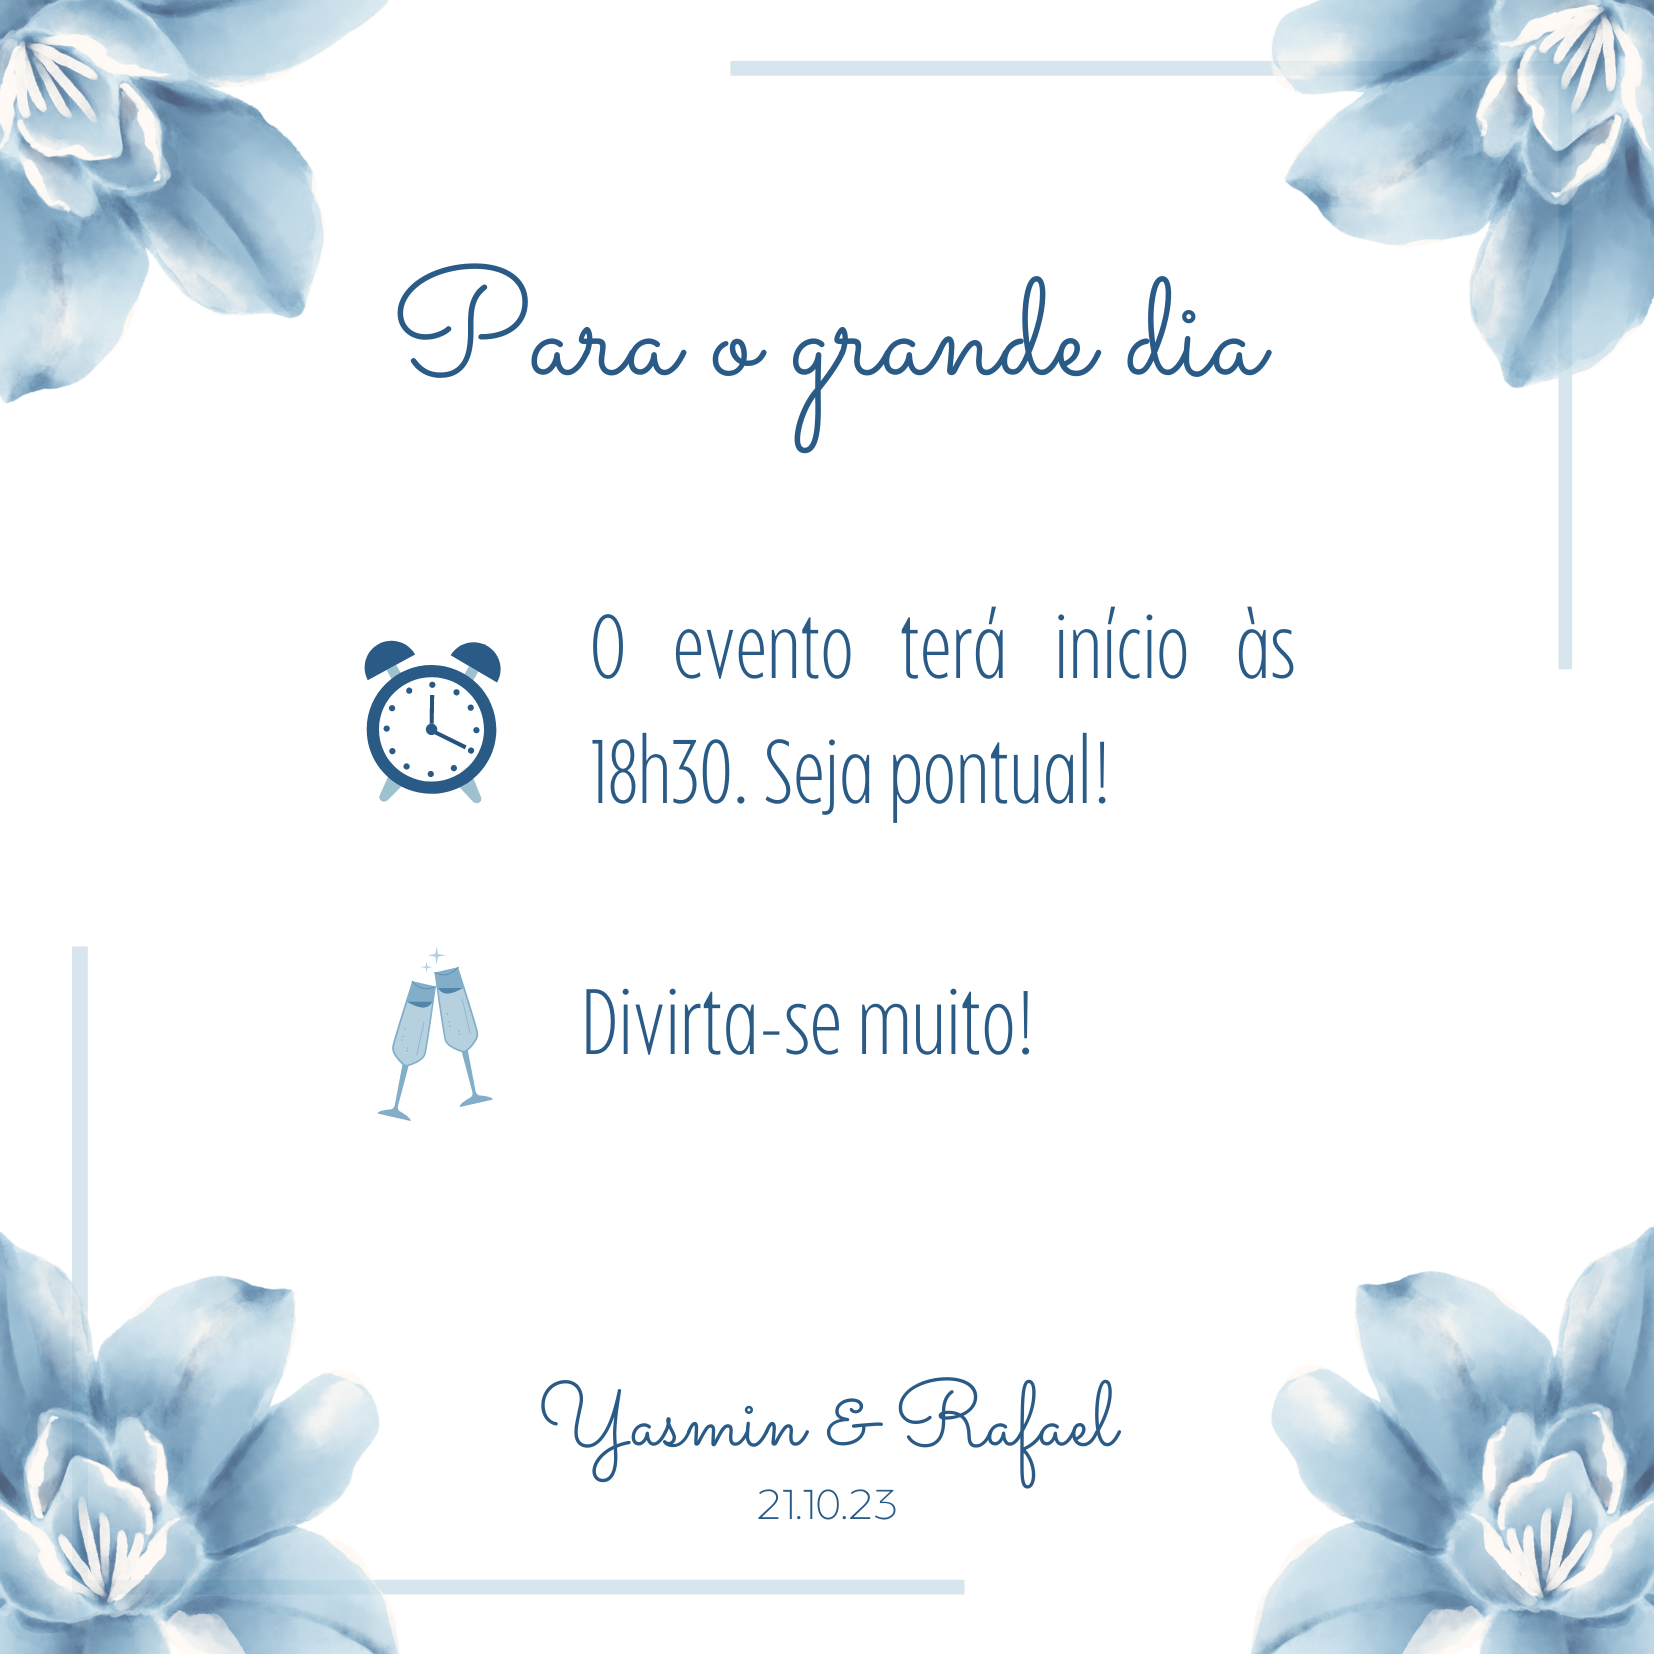 Para o grande dia
O evento terá início às
18h30. Seja pontual!
Divirta-se muito!
Yasmin & Rafael
21.10.23